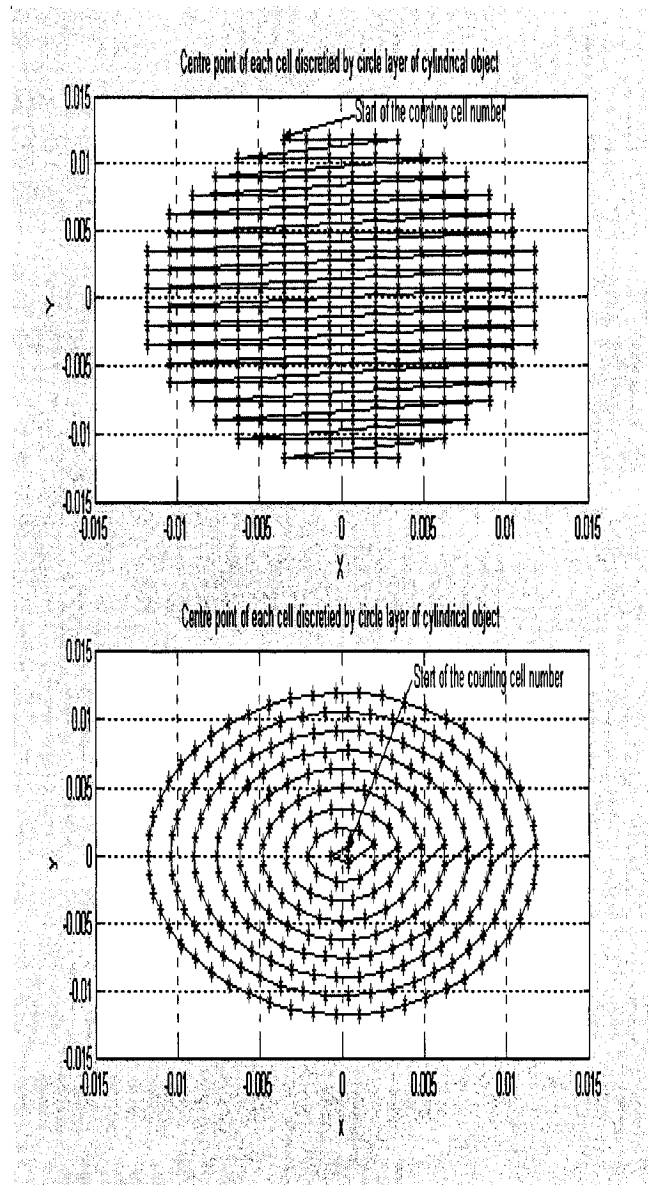 Centre point of each cell discretied by circle layer of cylindrical object
0.015
Start of the counting cell number
0.01
0.005
0
Y
-0.005
-0.01
-0.015
-0.015 -0.01 -0.005 0 0.005 0.01 0.015
X
Centre point of each cell discretied by circle layer of cylindrical object
0.015
Start of the counting cell number
0.01
0.005
0
Y
-0.005
-0.01
-0.015
-0.015 -0.01 -0.005 0 0.005 0.01 0.015
X